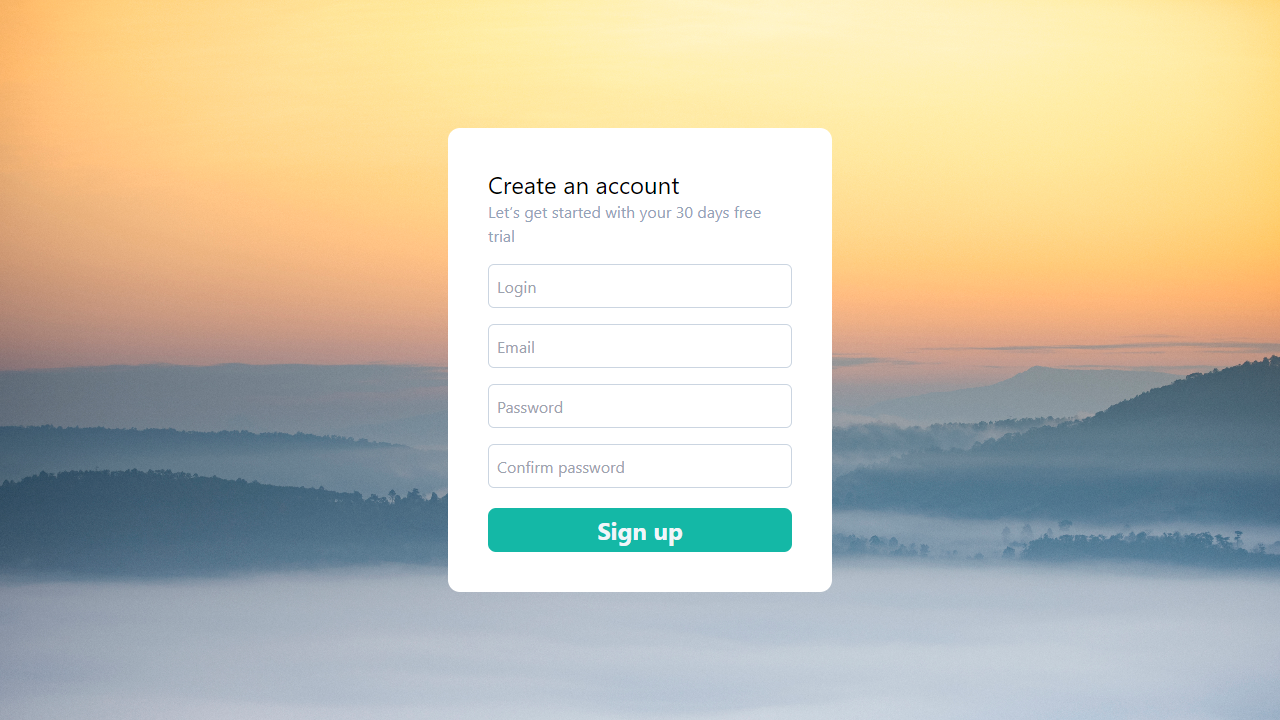 Create an account
Let's get started with your 30 days free
trial
Login
Email
Password
Confirm password
Sign up